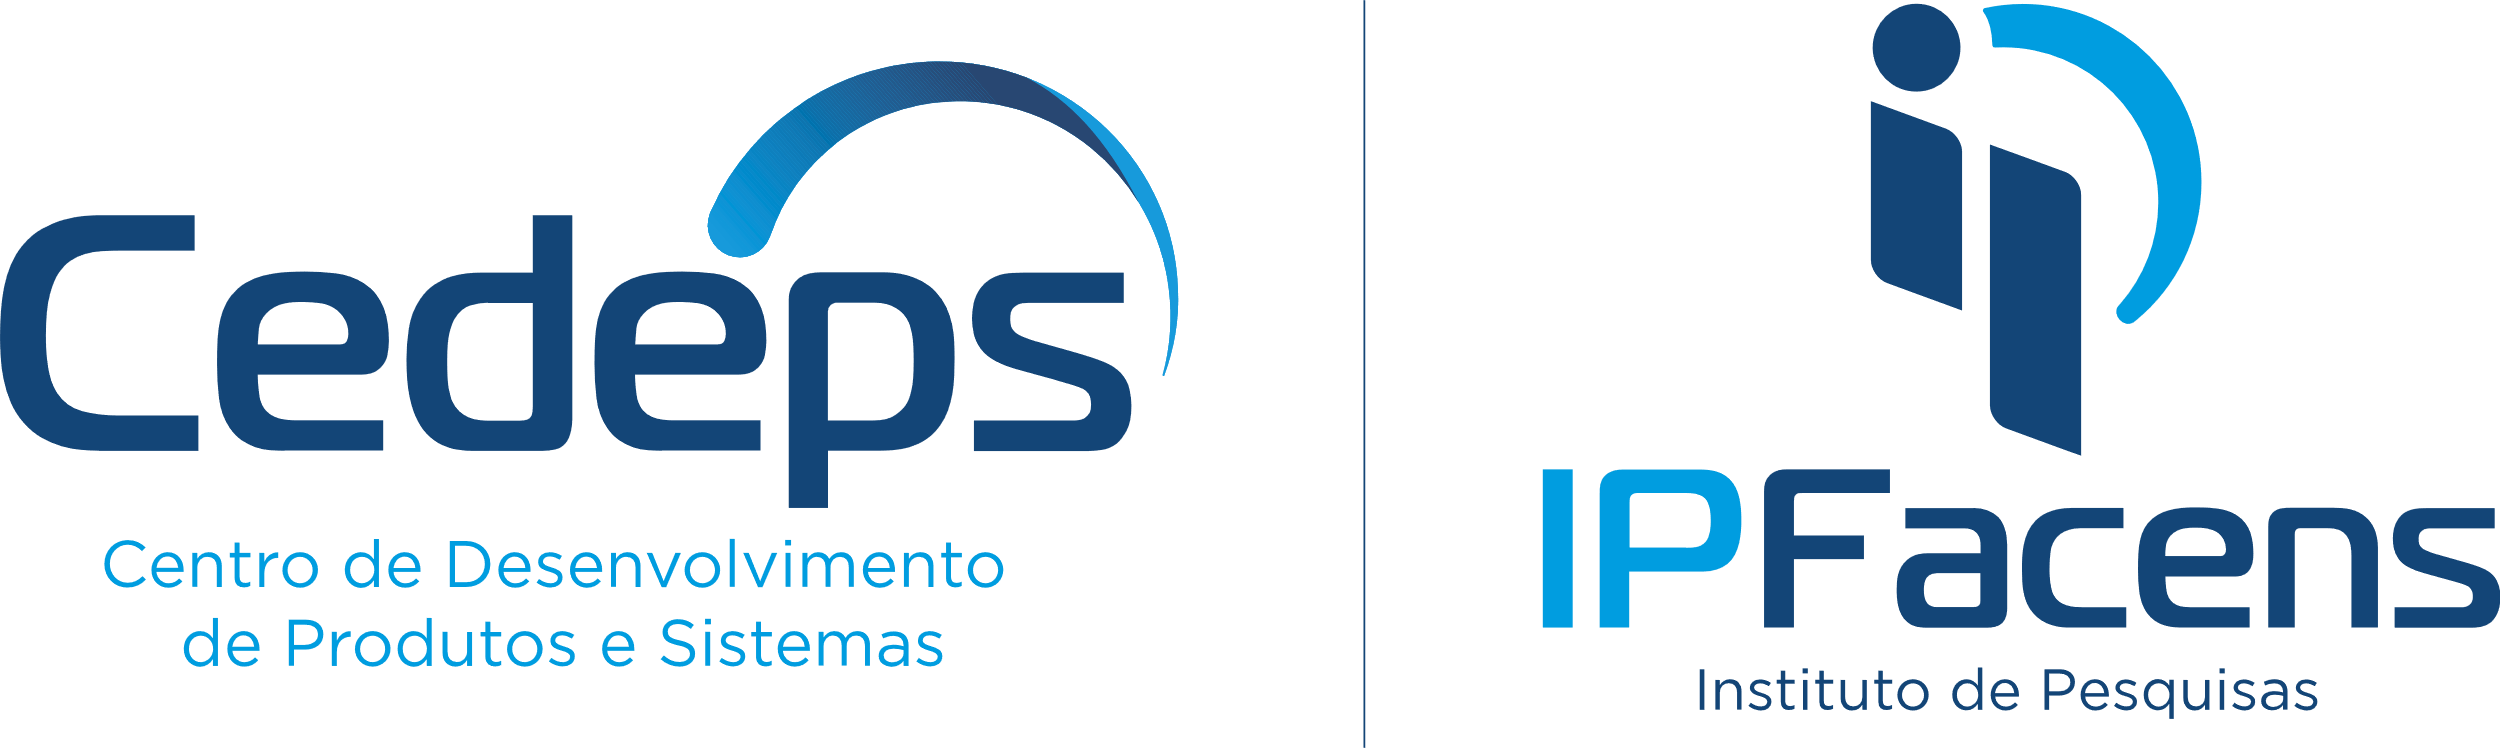 Cedeps
Centro de Desenvolvimento
de Produtos e Sistemas
IPFacens
Instituto de Pesquisas